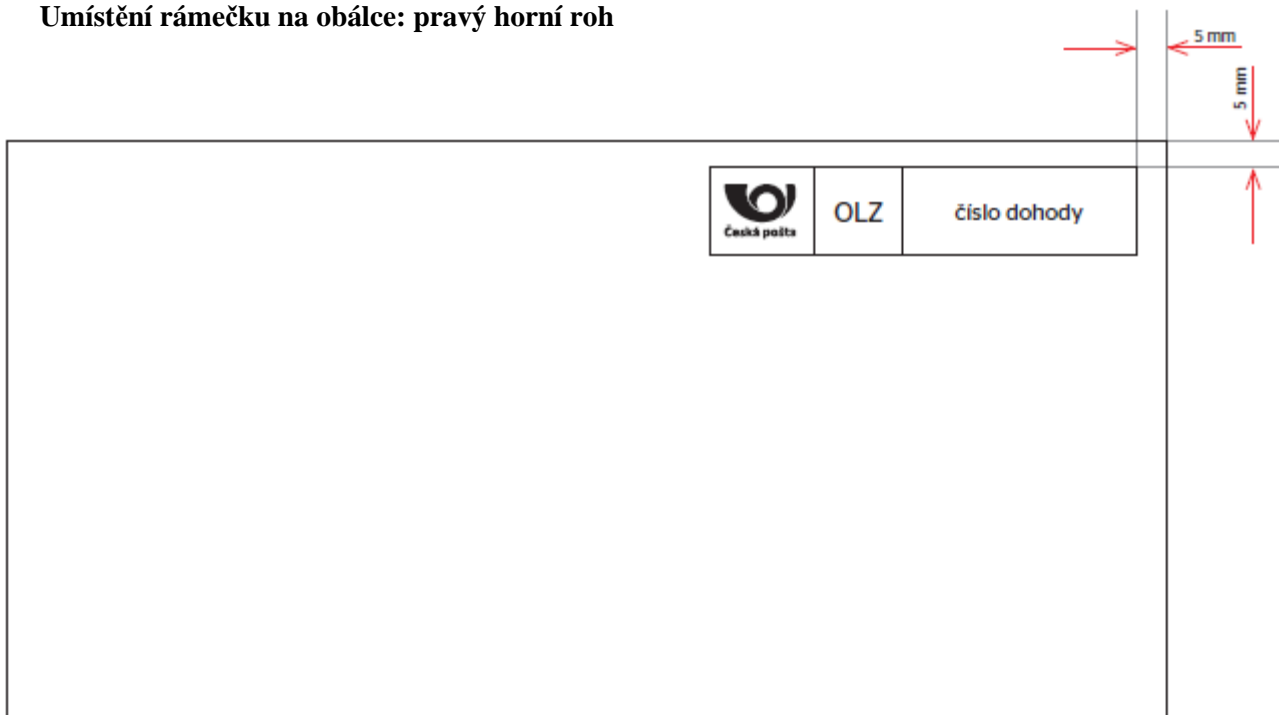 Umístění rámečku na obálce: pravý horní roh
5 mm
5 mm
Česká pošta
OLZ
číslo dohody